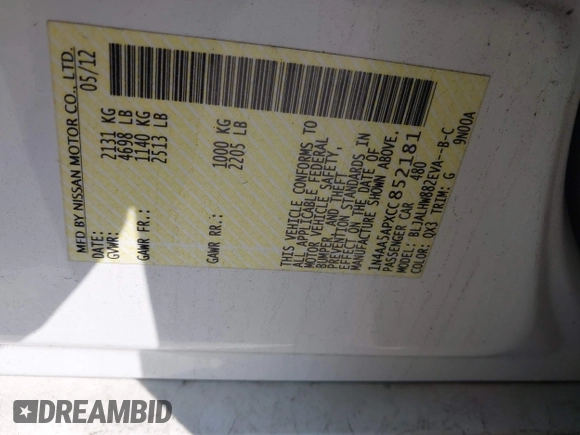 MFD BY NISSAN MOTOR CO., LTD.
DATE: 05/12
GVWR: 2131 KG
4698 LB
GAWR FR.: 1140 KG
2513 LB
GAWR RR.: 1000 KG
2205 LB
THIS VEHICLE CONFORMS TO
ALL APPLICABLE FEDERAL
MOTOR VEHICLE SAFETY,
BUMPER, AND THEFT
PREVENTION STANDARDS IN
EFFECT ON THE DATE OF
MANUFACTURE SHOWN ABOVE.
1N4AA5APXCC852181
PASSENGER CAR 480
MODEL: BLJALHW882EVA--B-C
COLOR: QX3 TRIM: G 9N00A
DREAMBID